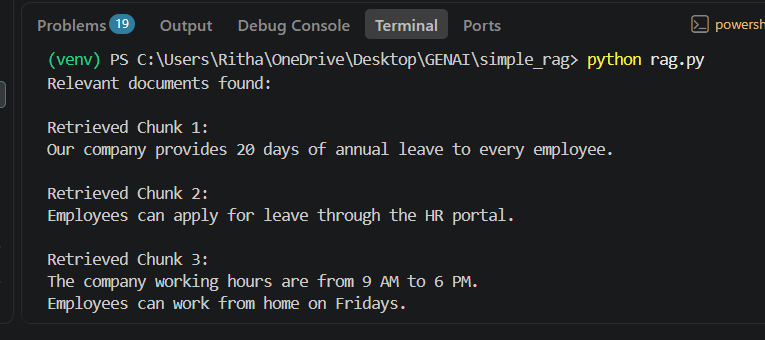 Problems 19 Output Debug Console Terminal Ports powersh
(venv) PS C:\Users\Ritha\OneDrive\Desktop\GENAI\simple_rag> python rag.py
Relevant documents found:
Retrieved Chunk 1:
Our company provides 20 days of annual leave to every employee.
Retrieved Chunk 2:
Employees can apply for leave through the HR portal.
Retrieved Chunk 3:
The company working hours are from 9 AM to 6 PM.
Employees can work from home on Fridays.